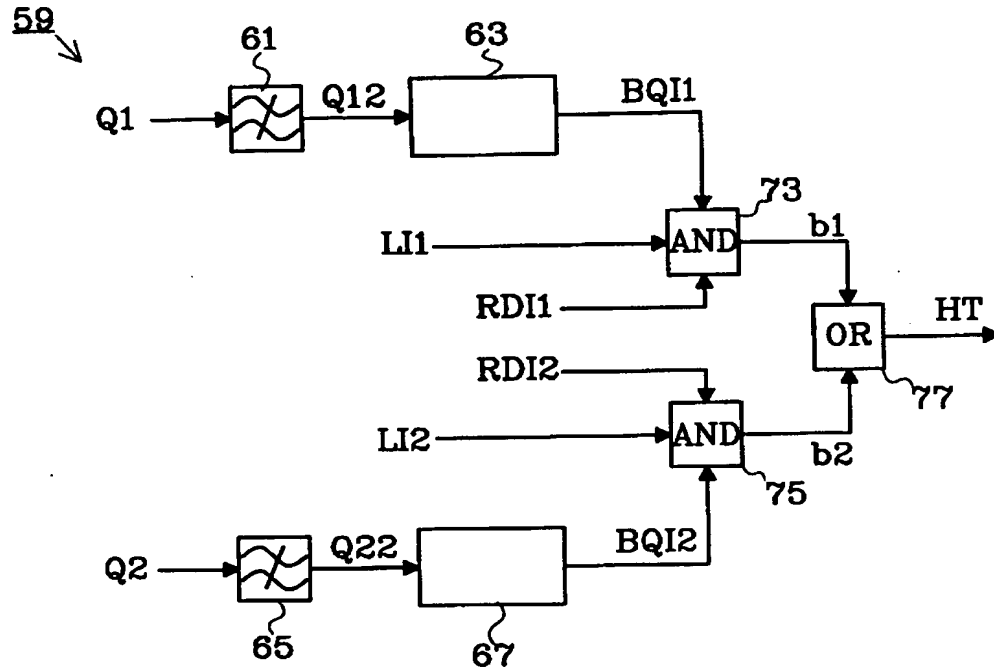 59
61
63
Q1
Q12
BQI1
73
LI1
AND
b1
RDI1
HT
OR
RDI2
77
LI2
AND
b2
75
Q2
Q22
BQI2
65
67